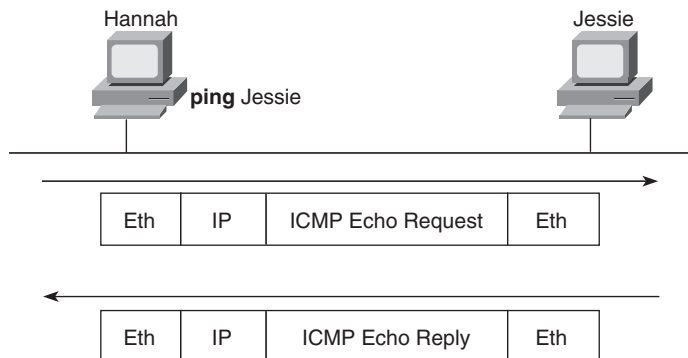 Hannah
Jessie
ping Jessie
Eth IP ICMP Echo Request Eth
Eth IP ICMP Echo Reply Eth